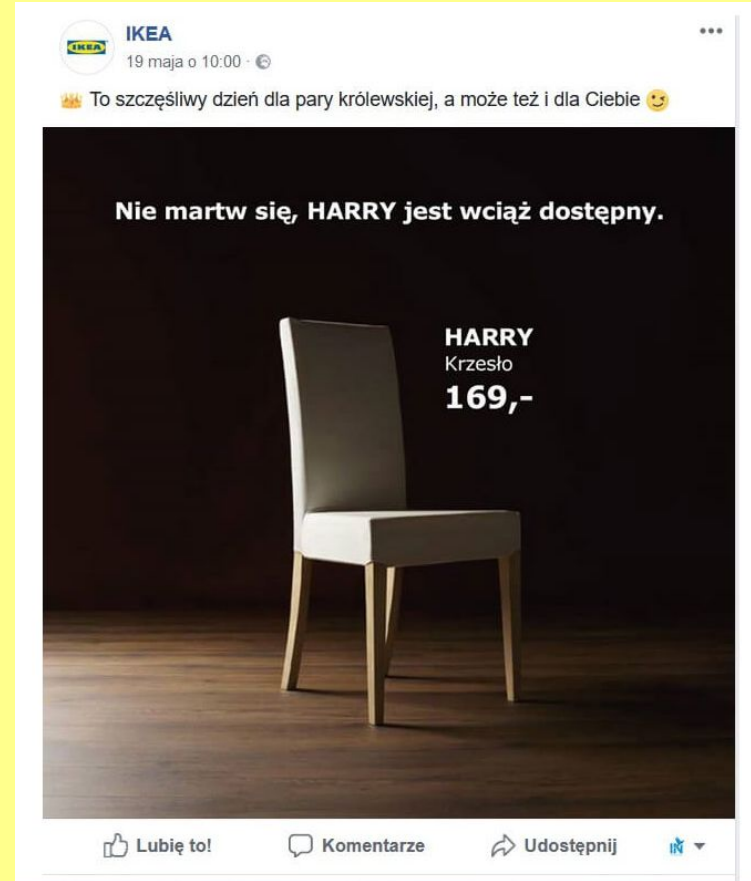 IKEA
IKEA
19 maja o 10:00
To szczęśliwy dzień dla pary królewskiej, a może też i dla Ciebie
Nie martw się, HARRY jest wciąż dostępny.
HARRY
Krzesło
169,-
Lubię to!
Komentarze
Udostępnij